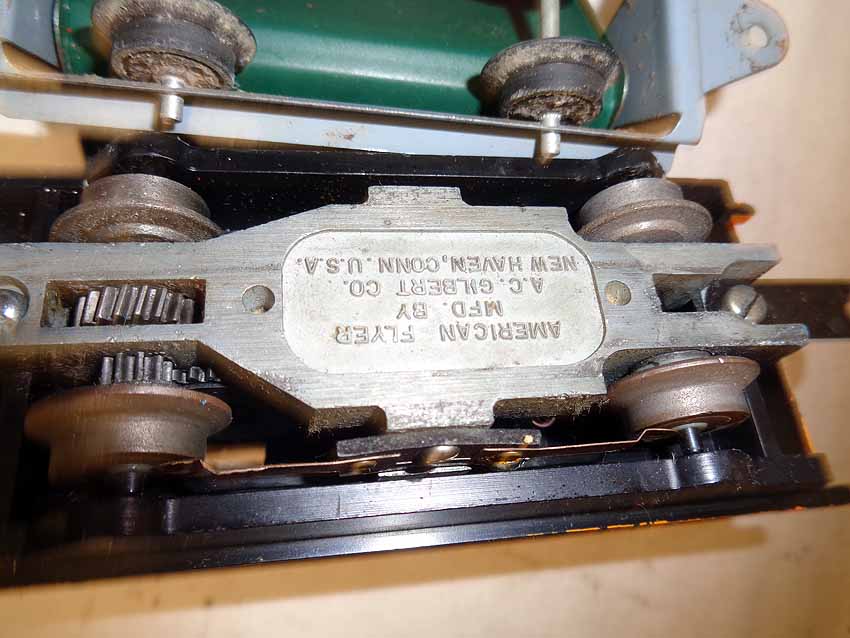 AMERICAN FLYER
MFD. BY
A.C. GILBERT CO.
NEW HAVEN, CONN. U.S.A.